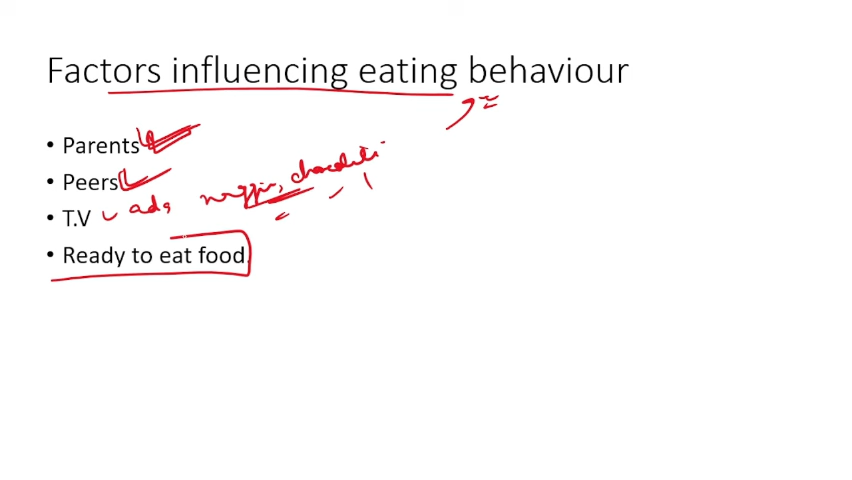 Factors influencing eating behaviour
• Parents
• Peers
• T.V ads, maggie, chocolate
• Ready to eat food